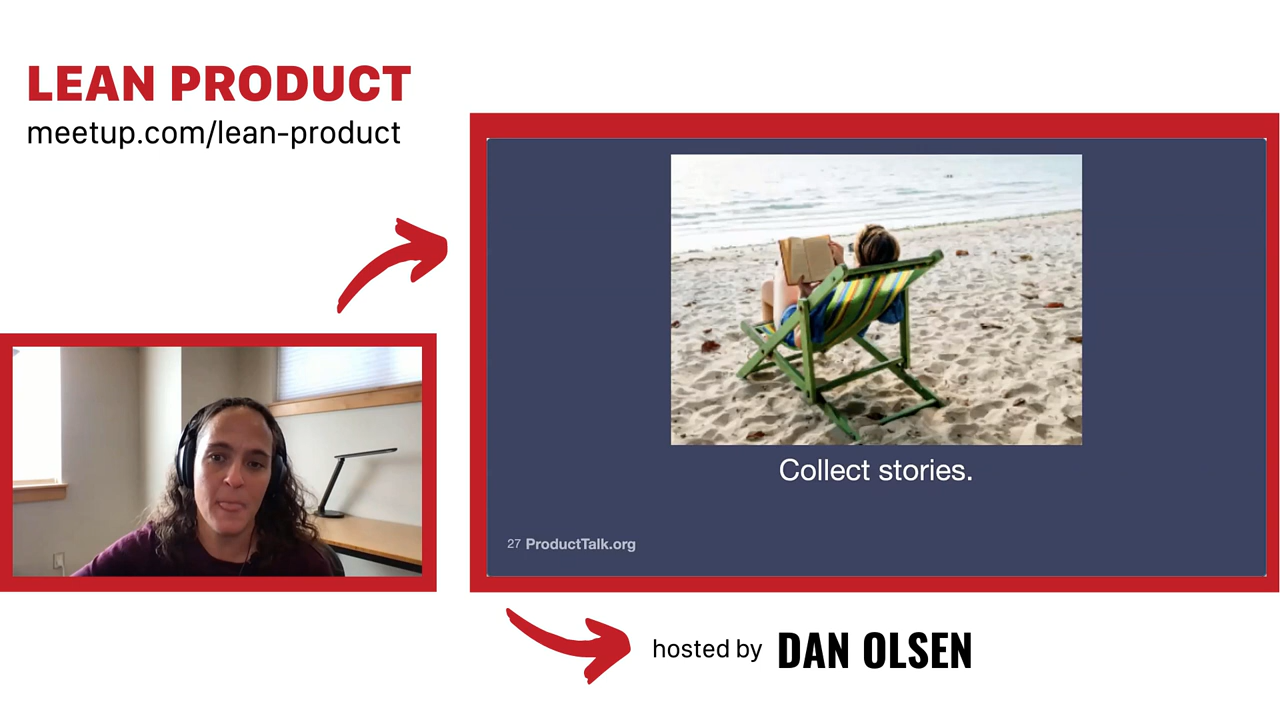 LEAN PRODUCT
meetup.com/lean-product
Collect stories.
27 ProductTalk.org
hosted by DAN OLSEN